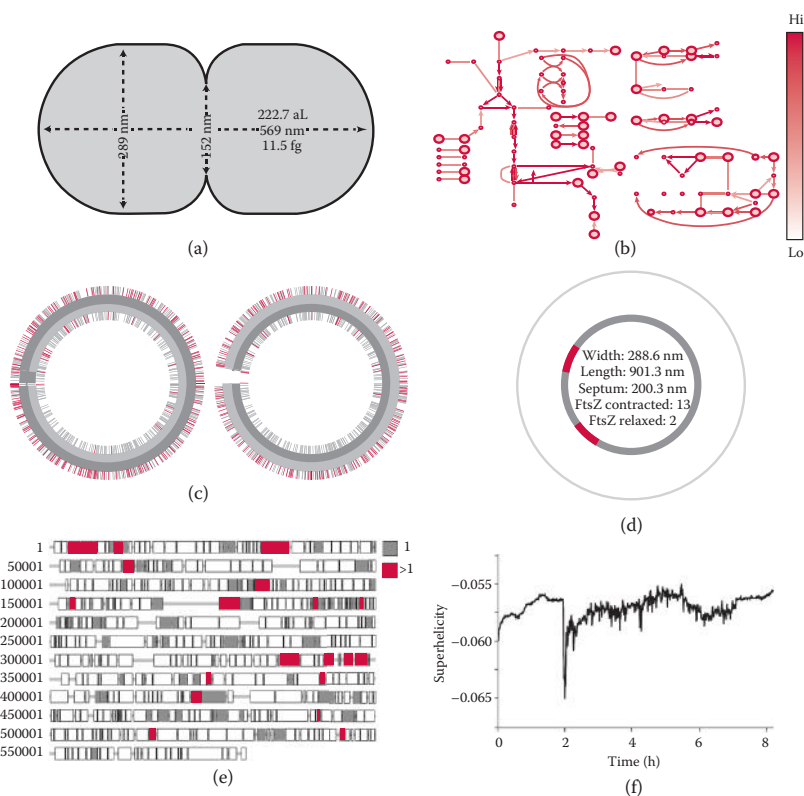 289 nm
152 nm
222.7 aL
569 nm
11.5 fg
(a)
Hi
Lo
(b)
(c)
Width: 288.6 nm
Length: 901.3 nm
Septum: 200.3 nm
FtsZ contracted: 13
FtsZ relaxed: 2
(d)
1
50001
100001
150001
200001
250001
300001
350001
400001
450001
500001
550001
1
>1
(e)
Superhelicity
−0.055
−0.060
−0.065
0 2 4 6 8
Time (h)
(f)